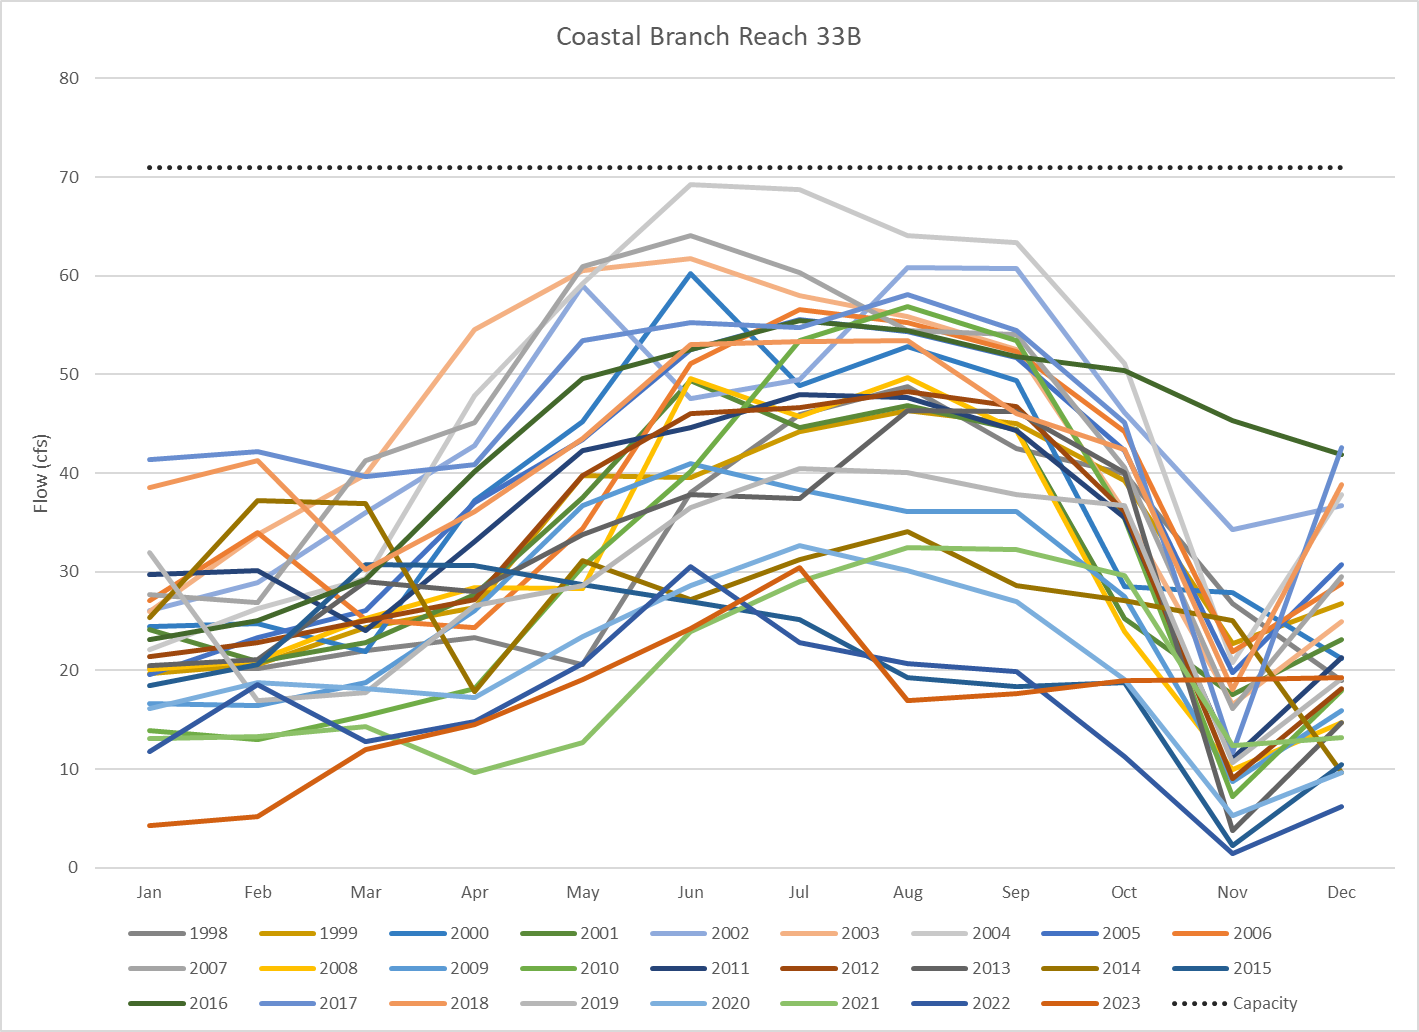 Coastal Branch Reach 33B
80
70
60
50
40
30
20
10
0
Flow (cfs)
Jan Feb Mar Apr May Jun Jul Aug Sep Oct Nov Dec
1998 1999 2000 2001 2002 2003 2004 2005 2006
2007 2008 2009 2010 2011 2012 2013 2014 2015
2016 2017 2018 2019 2020 2021 2022 2023 Capacity